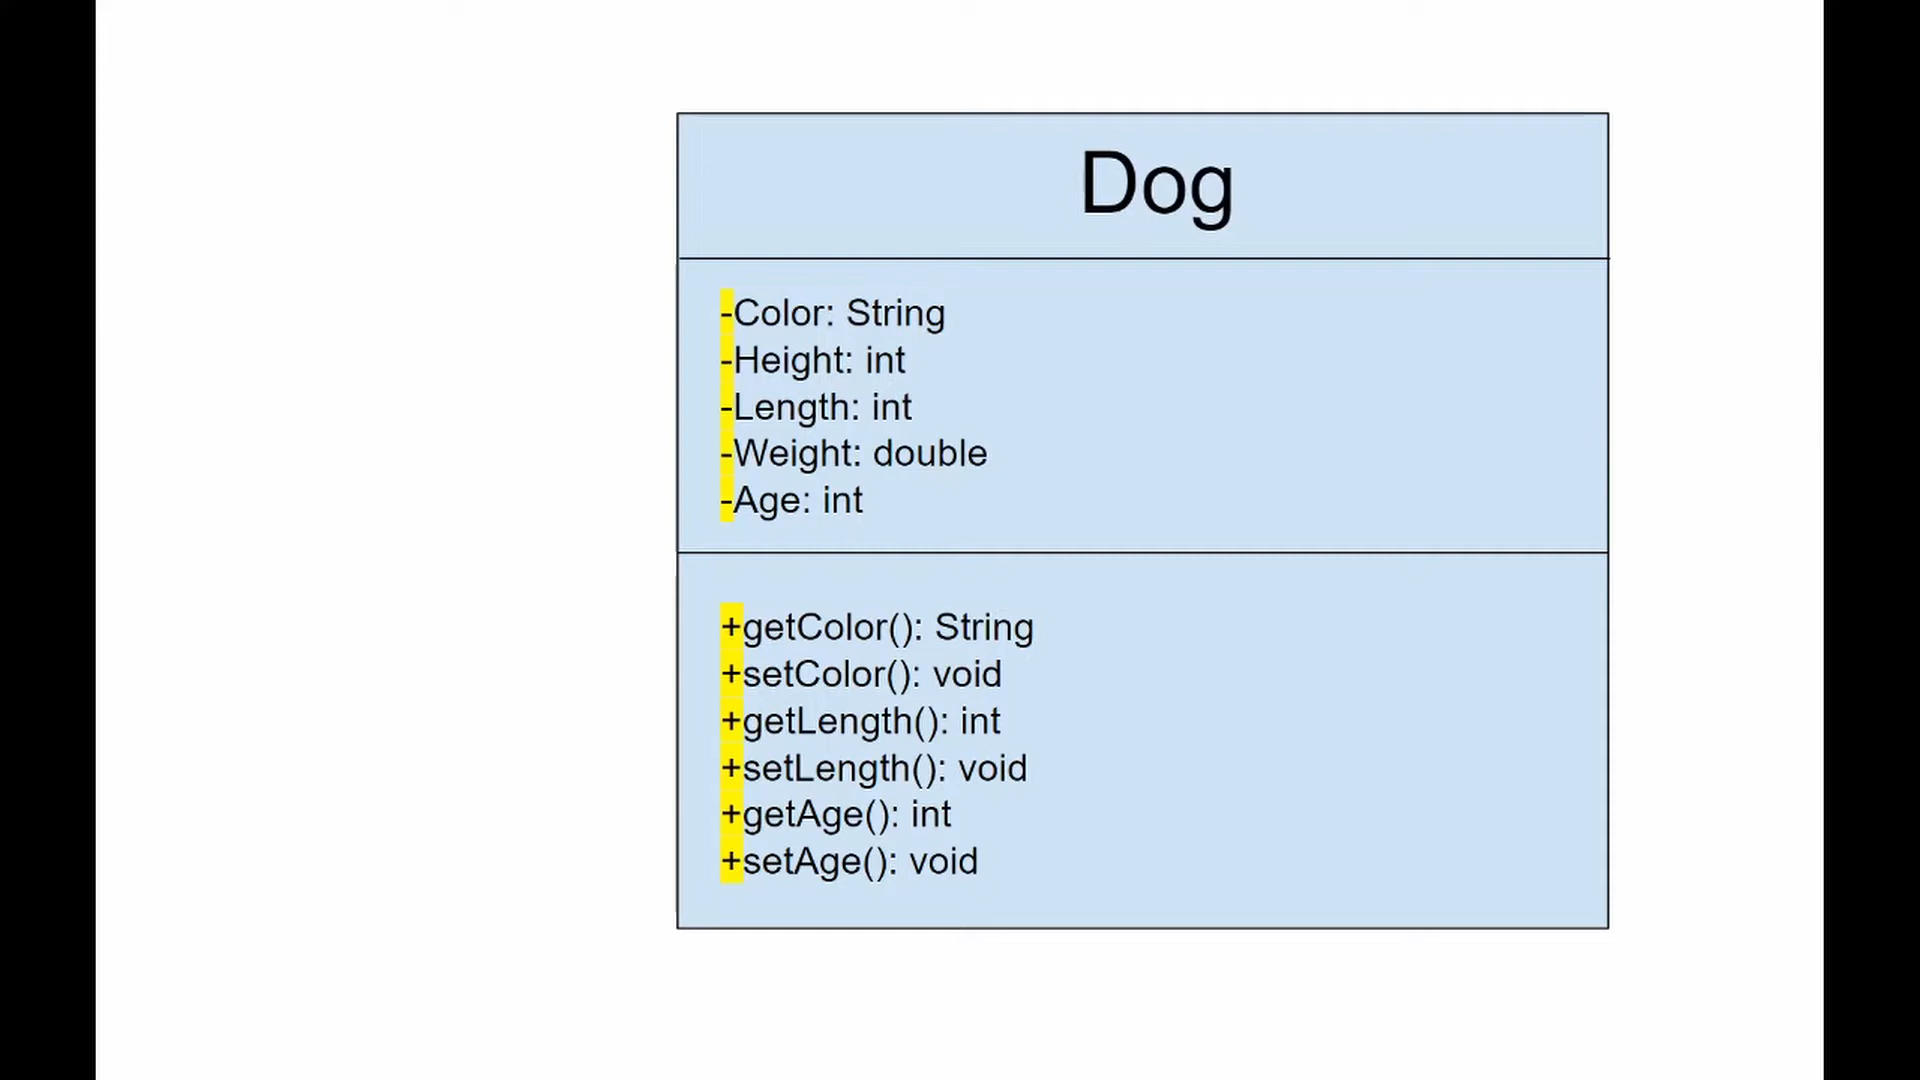 Dog
-Color: String
-Height: int
-Length: int
-Weight: double
-Age: int
+getColor(): String
+setColor(): void
+getLength(): int
+setLength(): void
+getAge(): int
+setAge(): void